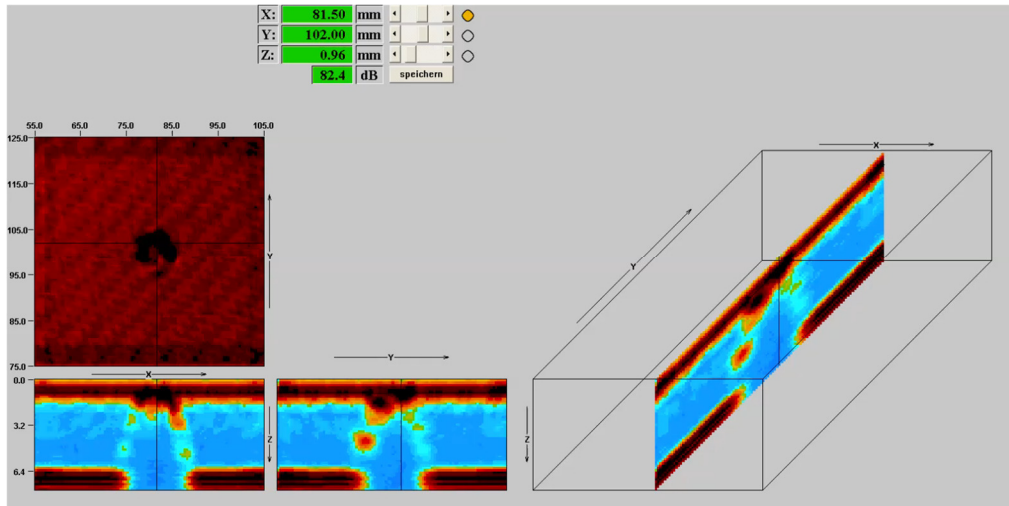 X: 81.50 mm
Y: 102.00 mm
Z: 0.96 mm
82.4 dB speichern
55.0 65.0 75.0 85.0 95.0 105.0
125.0
115.0
105.0
95.0
85.0
75.0
Y
X
Y
0.0
3.2
6.4
Z
Z
X
Y
Z